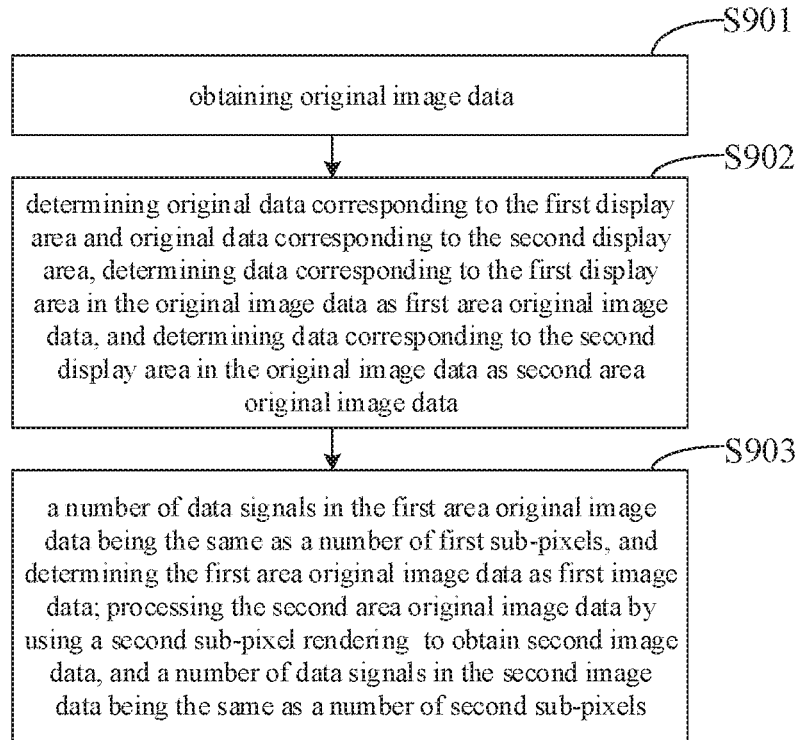 S901
obtaining original image data
S902
determining original data corresponding to the first display
area and original data corresponding to the second display
area, determining data corresponding to the first display
area in the original image data as first area original image
data, and determining data corresponding to the second
display area in the original image data as second area
original image data
S903
a number of data signals in the first area original image
data being the same as a number of first sub-pixels, and
determining the first area original image data as first image
data; processing the second area original image data by
using a second sub-pixel rendering to obtain second image
data, and a number of data signals in the second image
data being the same as a number of second sub-pixels